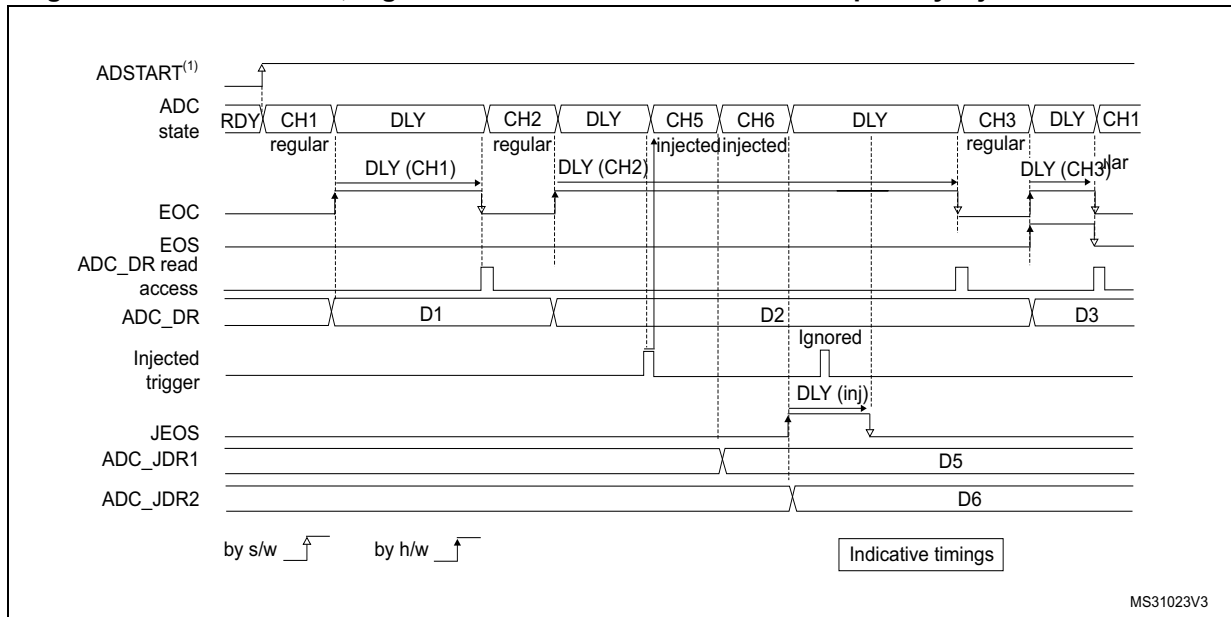 ADSTART(1)
ADC
state
RDY CH1 DLY CH2 DLY CH5 CH6 DLY CH3 DLY CH1
regular regular injected injected regular
DLY (CH1) DLY (CH2) DLY (CH3) lar
EOC
EOS
ADC_DR read
access
ADC_DR D1 D2 D3
Injected
trigger
Ignored
DLY (inj)
JEOS
ADC_JDR1 D5
ADC_JDR2 D6
by s/w by h/w Indicative timings
MS31023V3